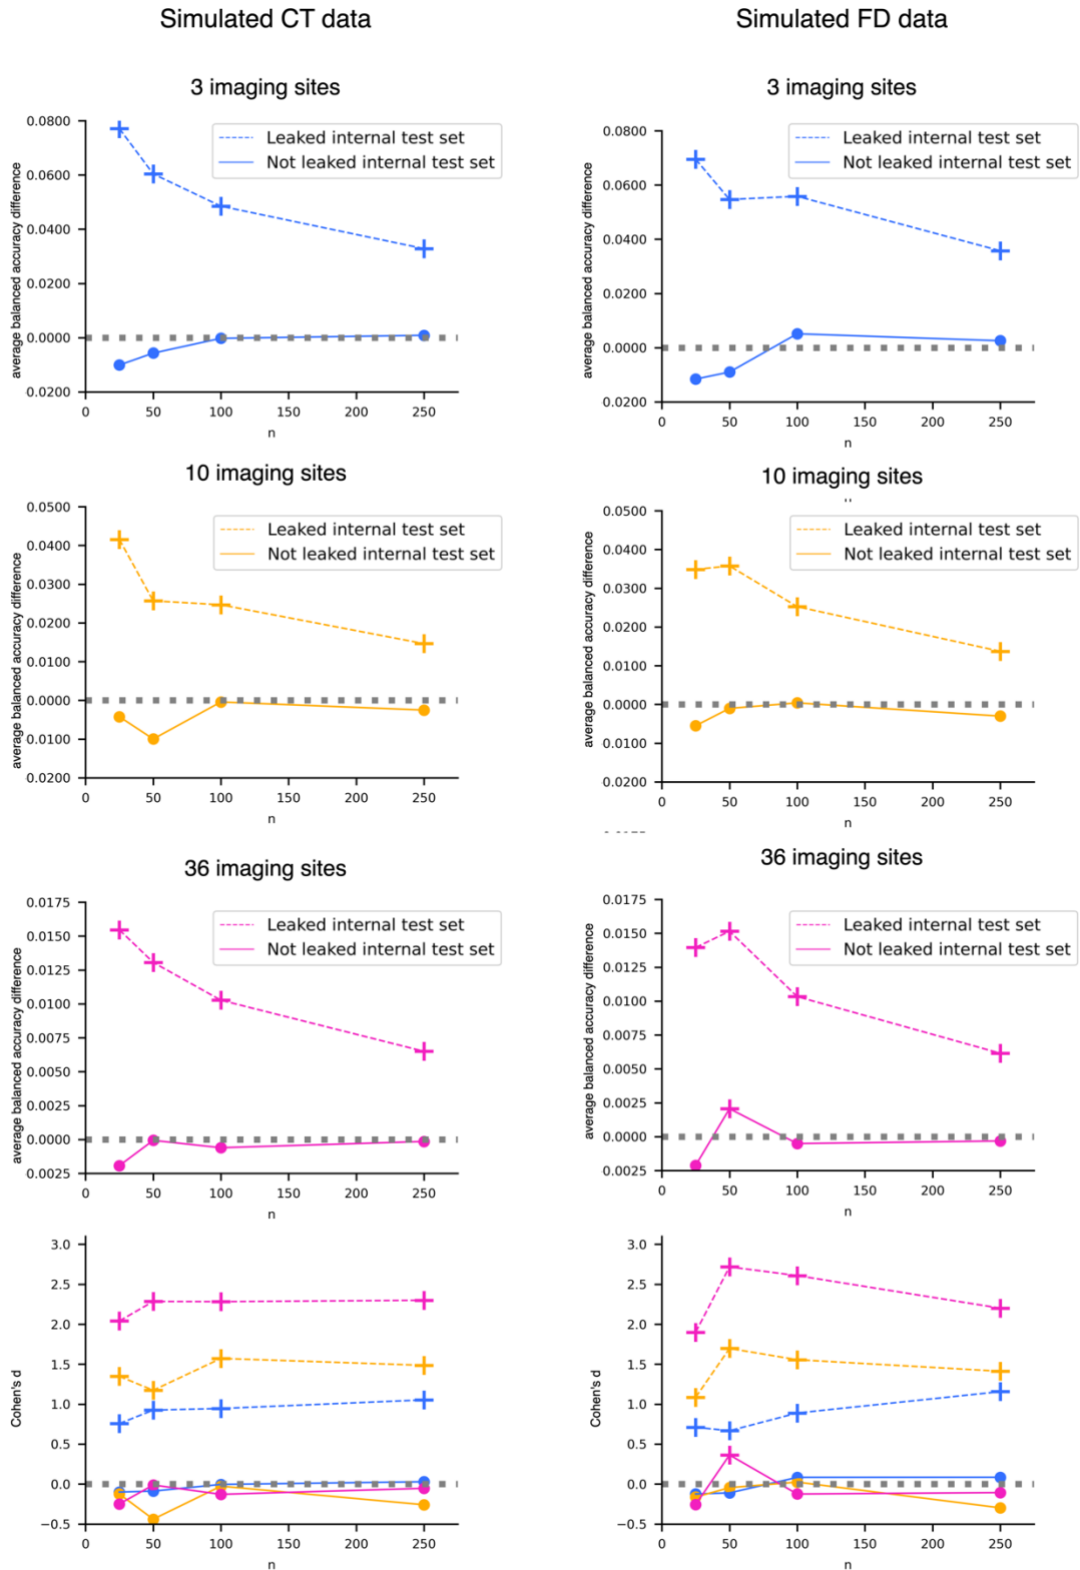 Simulated CT data
Simulated FD data
3 imaging sites
3 imaging sites
average balanced accuracy difference
0.0800
0.0600
0.0400
0.0200
0.0000
0.0200
Leaked internal test set
Not leaked internal test set
0 50 100 150 200 250
n
average balanced accuracy difference
0.0800
0.0600
0.0400
0.0200
0.0000
0.0200
Leaked internal test set
Not leaked internal test set
0 50 100 150 200 250
n
10 imaging sites
10 imaging sites
average balanced accuracy difference
0.0500
0.0400
0.0300
0.0200
0.0100
0.0000
0.0100
0.0200
Leaked internal test set
Not leaked internal test set
0 50 100 150 200 250
n
average balanced accuracy difference
0.0500
0.0400
0.0300
0.0200
0.0100
0.0000
0.0100
0.0200
Leaked internal test set
Not leaked internal test set
0 50 100 150 200 250
n
36 imaging sites
36 imaging sites
average balanced accuracy difference
0.0175
0.0150
0.0125
0.0100
0.0075
0.0050
0.0025
0.0000
0.0025
Leaked internal test set
Not leaked internal test set
0 50 100 150 200 250
n
average balanced accuracy difference
0.0175
0.0150
0.0125
0.0100
0.0075
0.0050
0.0025
0.0000
0.0025
Leaked internal test set
Not leaked internal test set
0 50 100 150 200 250
n
Cohen's d
3.0
2.5
2.0
1.5
1.0
0.5
0.0
−0.5
0 50 100 150 200 250
n
Cohen's d
3.0
2.5
2.0
1.5
1.0
0.5
0.0
−0.5
0 50 100 150 200 250
n